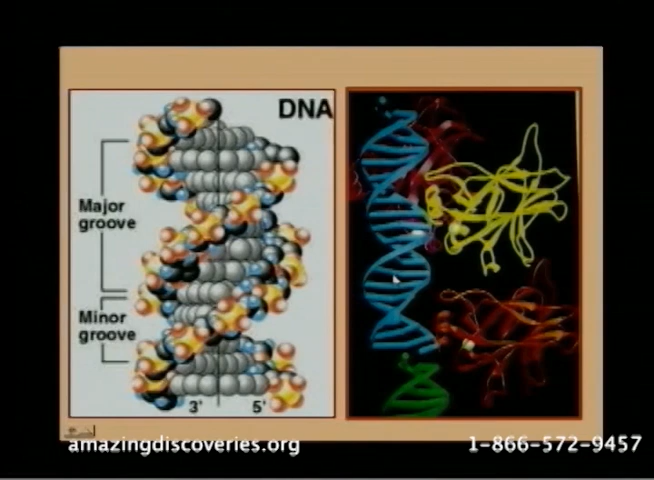 DNA
Major
groove
Minor
groove
3' 5'
amazingdiscoveries.org 1-866-572-9457